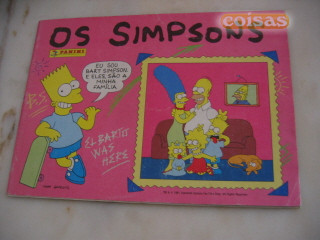 coisas
OS SIMPSONS
PANINI
EU SOU
BART SIMPSON,
E ELES SÃO A
MINHA
FAMÍLIA
EL BARTO
WAS
HERE